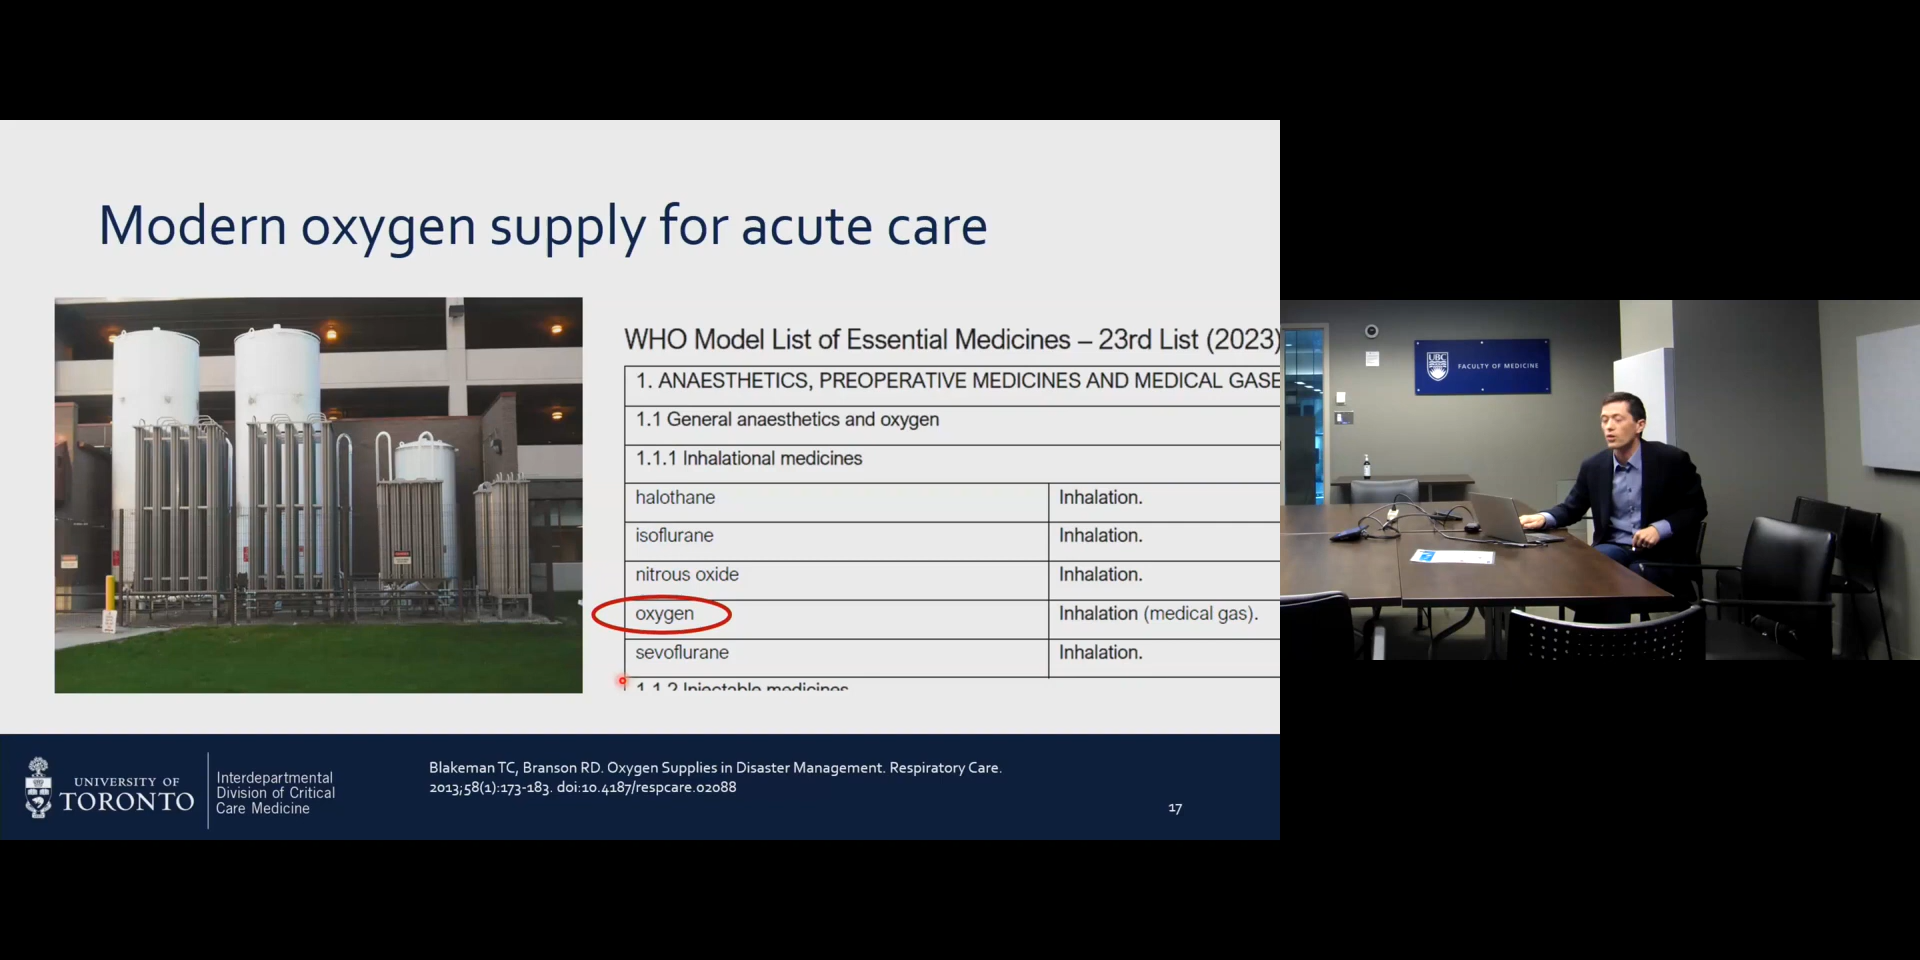 Modern oxygen supply for acute care
WHO Model List of Essential Medicines – 23rd List (2023)
1. ANAESTHETICS, PREOPERATIVE MEDICINES AND MEDICAL GASE
1.1 General anaesthetics and oxygen
1.1.1 Inhalational medicines
halothane Inhalation.
isoflurane Inhalation.
nitrous oxide Inhalation.
oxygen Inhalation (medical gas).
sevoflurane Inhalation.
1.1.2 Injectable medicines
UNIVERSITY OF
TORONTO
Interdepartmental
Division of Critical
Care Medicine
Blakeman TC, Branson RD. Oxygen Supplies in Disaster Management. Respiratory Care.
2013;58(1):173-183. doi:10.4187/respcare.02088
17
UBC
FACULTY OF MEDICINE